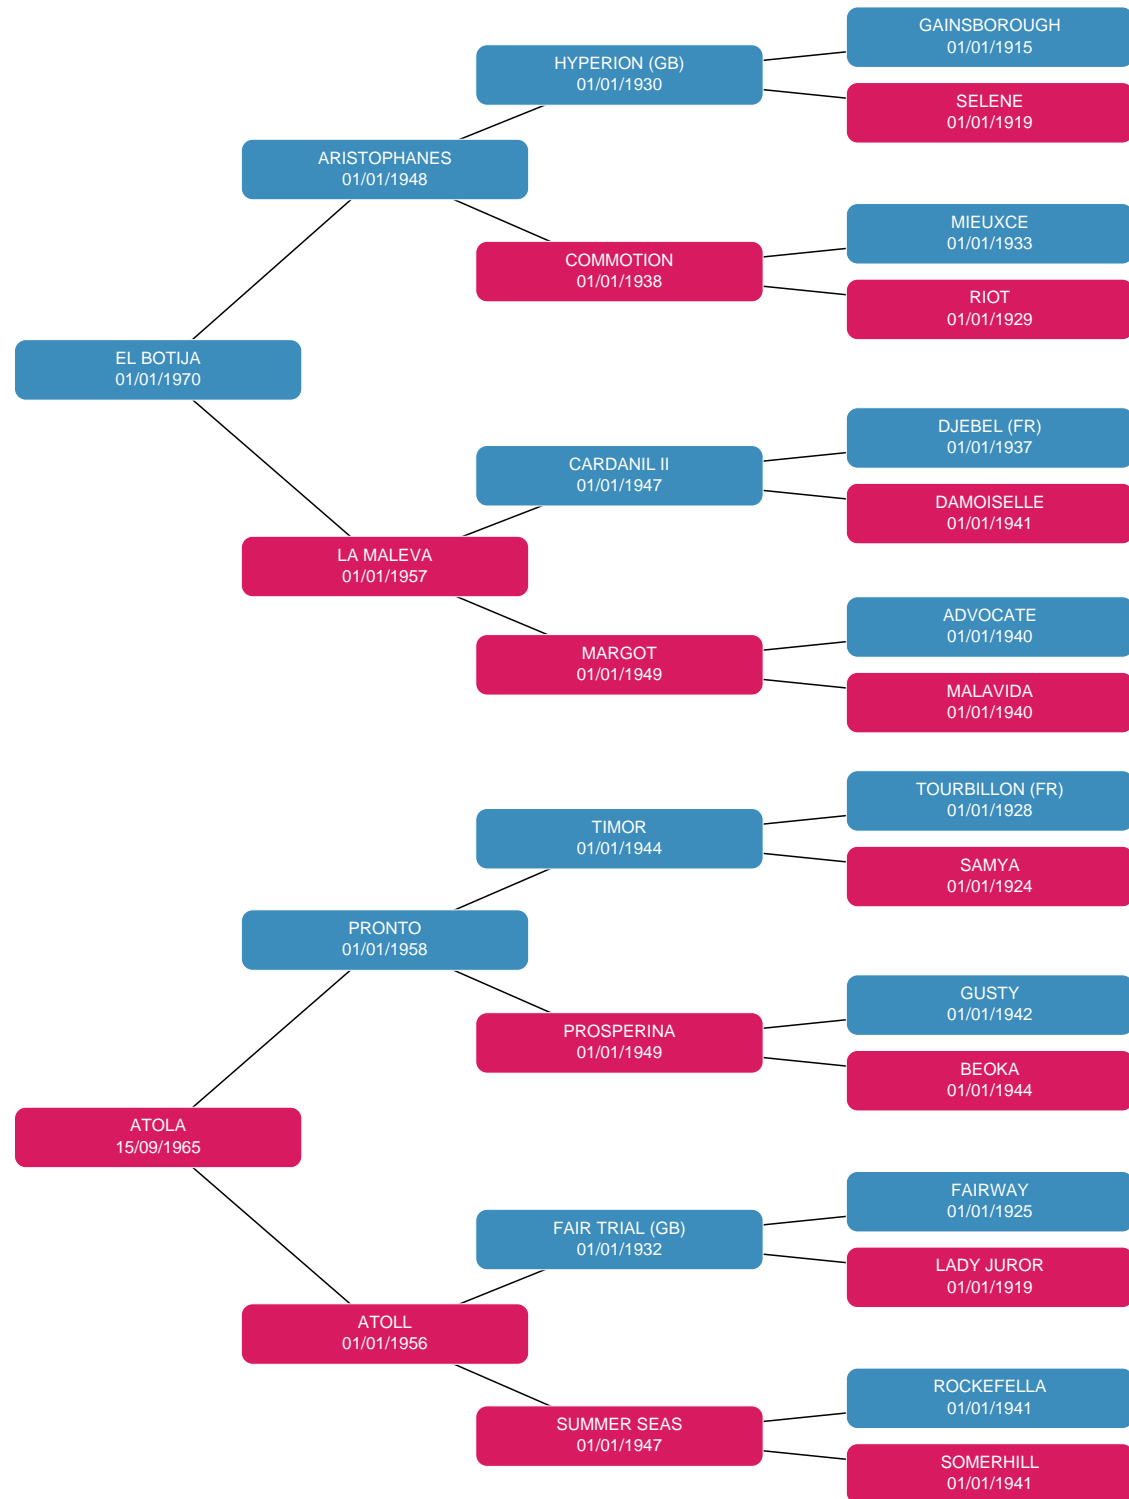 GAINSBOROUGH
01/01/1915
HYPERION (GB)
01/01/1930
SELENE
01/01/1919
ARISTOPHANES
01/01/1948
MIEUXCE
01/01/1933
COMMOTION
01/01/1938
RIOT
01/01/1929
EL BOTIJA
01/01/1970
DJEBEL (FR)
01/01/1937
CARDANIL II
01/01/1947
DAMOISELLE
01/01/1941
LA MALEVA
01/01/1957
ADVOCATE
01/01/1940
MARGOT
01/01/1949
MALAVIDA
01/01/1940
TOURBILLON (FR)
01/01/1928
TIMOR
01/01/1944
SAMYA
01/01/1924
PRONTO
01/01/1958
GUSTY
01/01/1942
PROSPERINA
01/01/1949
BEOKA
01/01/1944
ATOLA
15/09/1965
FAIRWAY
01/01/1925
FAIR TRIAL (GB)
01/01/1932
LADY JUROR
01/01/1919
ATOLL
01/01/1956
ROCKEFELLA
01/01/1941
SUMMER SEAS
01/01/1947
SOMERHILL
01/01/1941